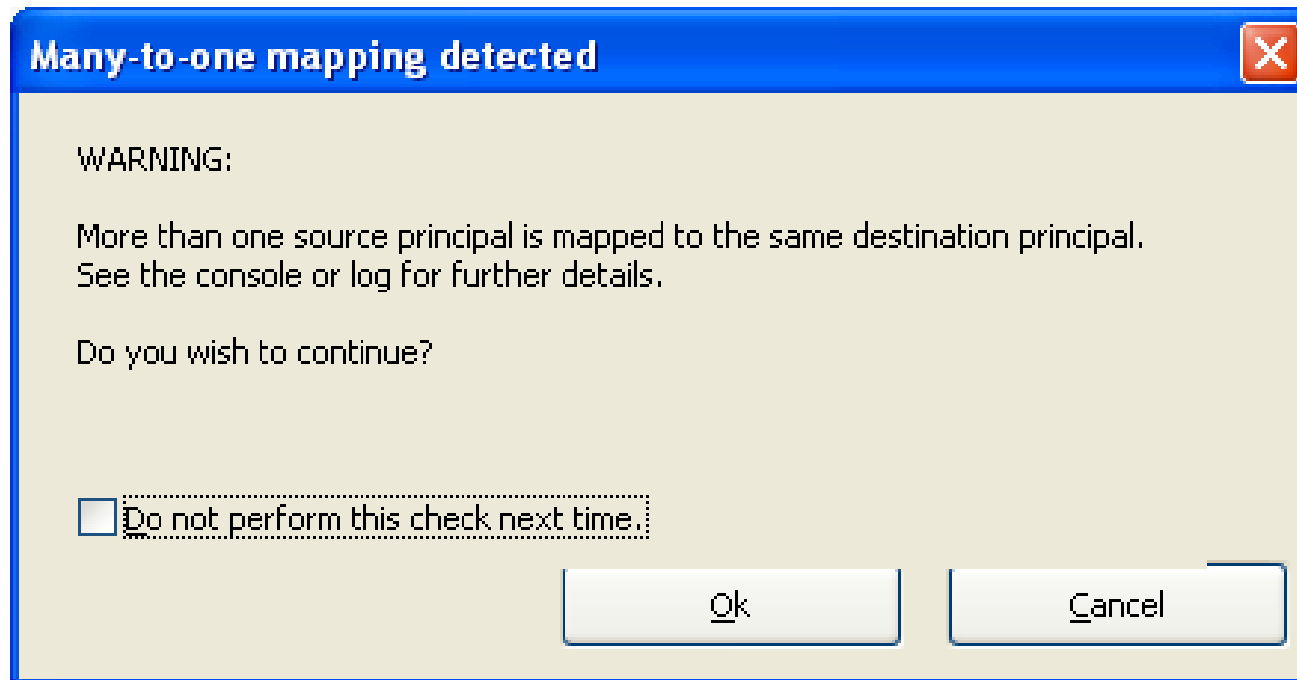 Many-to-one mapping detected
WARNING:
More than one source principal is mapped to the same destination principal.
See the console or log for further details.
Do you wish to continue?
Do not perform this check next time.
Ok
Cancel